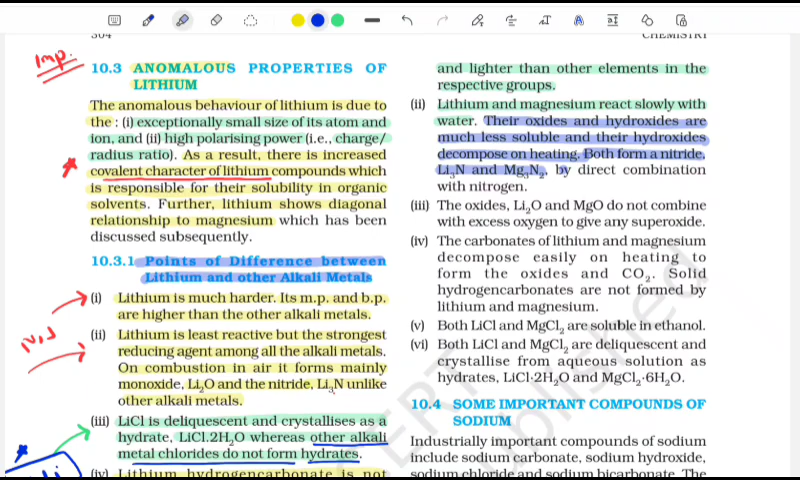 304
CHEMISTRY
Imp.
10.3 ANOMALOUS PROPERTIES OF
LITHIUM
The anomalous behaviour of lithium is due to
the : (i) exceptionally small size of its atom and
ion, and (ii) high polarising power (i.e., charge/
radius ratio). As a result, there is increased
covalent character of lithium compounds which
is responsible for their solubility in organic
solvents. Further, lithium shows diagonal
relationship to magnesium which has been
discussed subsequently.
10.3.1 Points of Difference between
Lithium and other Alkali Metals
(i) Lithium is much harder. Its m.p. and b.p.
are higher than the other alkali metals.
(ii) Lithium is least reactive but the strongest
reducing agent among all the alkali metals.
On combustion in air it forms mainly
monoxide, Li₂O and the nitride, Li₃N unlike
other alkali metals.
(iii) LiCl is deliquescent and crystallises as a
hydrate, LiCl.2H₂O whereas other alkali
metal chlorides do not form hydrates.
(iv) Lithium hydrogencarbonate is not
and lighter than other elements in the
respective groups.
(ii) Lithium and magnesium react slowly with
water. Their oxides and hydroxides are
much less soluble and their hydroxides
decompose on heating. Both form a nitride,
Li₃N and Mg₃N₂, by direct combination
with nitrogen.
(iii) The oxides, Li₂O and MgO do not combine
with excess oxygen to give any superoxide.
(iv) The carbonates of lithium and magnesium
decompose easily on heating to
form the oxides and CO₂. Solid
hydrogencarbonates are not formed by
lithium and magnesium.
(v) Both LiCl and MgCl₂ are soluble in ethanol.
(vi) Both LiCl and MgCl₂ are deliquescent and
crystallise from aqueous solution as
hydrates, LiCl·2H₂O and MgCl₂·6H₂O.
10.4 SOME IMPORTANT COMPOUNDS OF
SODIUM
Industrially important compounds of sodium
include sodium carbonate, sodium hydroxide,
sodium chloride and sodium bicarbonate. The